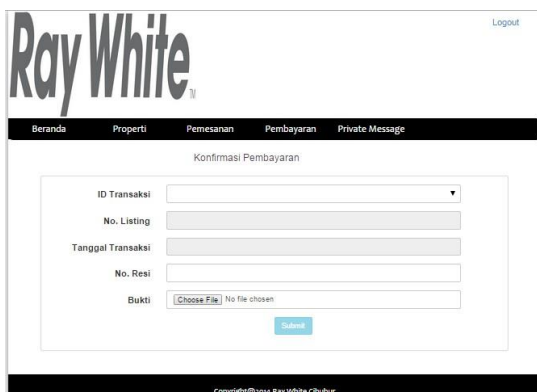 Logout
Ray White TM
Beranda Properti Pemesanan Pembayaran Private Message
Konfirmasi Pembayaran
ID Transaksi
No. Listing
Tanggal Transaksi
No. Resi
Bukti Choose File No file chosen
Submit
Copyright@2014 Ray White Cibubur